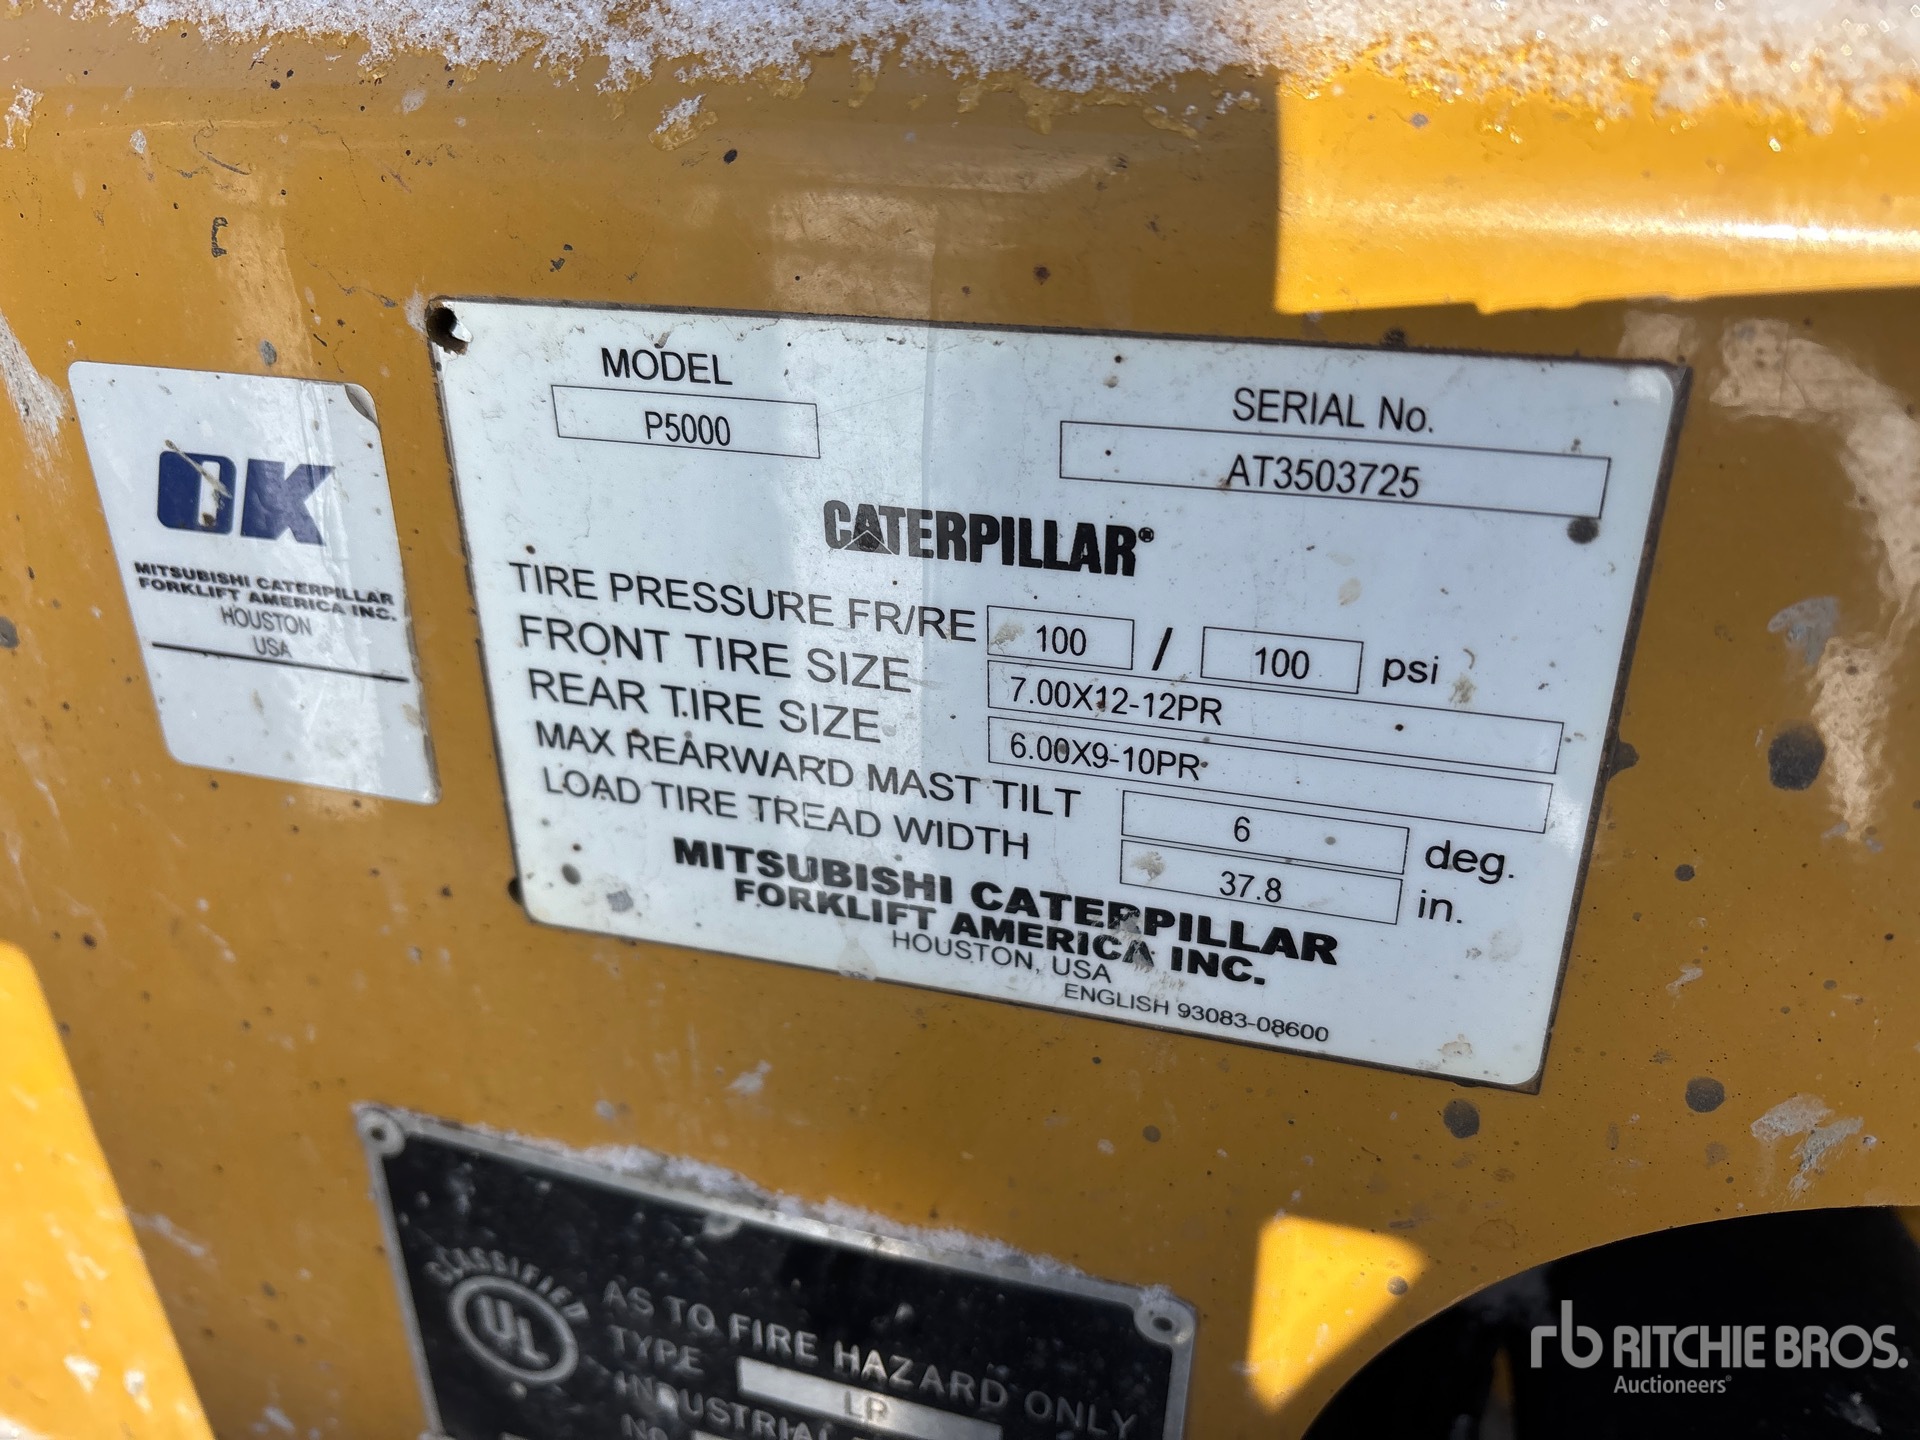 MODEL
P5000
SERIAL No.
AT3503725
CATERPILLAR®
TIRE PRESSURE FR/RE 100 / 100 psi
FRONT TIRE SIZE 7.00X12-12PR
REAR TIRE SIZE 6.00X9-10PR
MAX REARWARD MAST TILT 6 deg.
LOAD TIRE TREAD WIDTH 37.8 in.
MITSUBISHI CATERPILLAR
FORKLIFT AMERICA INC.
HOUSTON, USA
ENGLISH 93083-08600
OK
MITSUBISHI CATERPILLAR
FORKLIFT AMERICA INC.
HOUSTON
USA
CLASSIFIED
UL
AS TO FIRE HAZARD ONLY
TYPE LP
INDUSTRIAL
NO
rb RITCHIE BROS.
Auctioneers